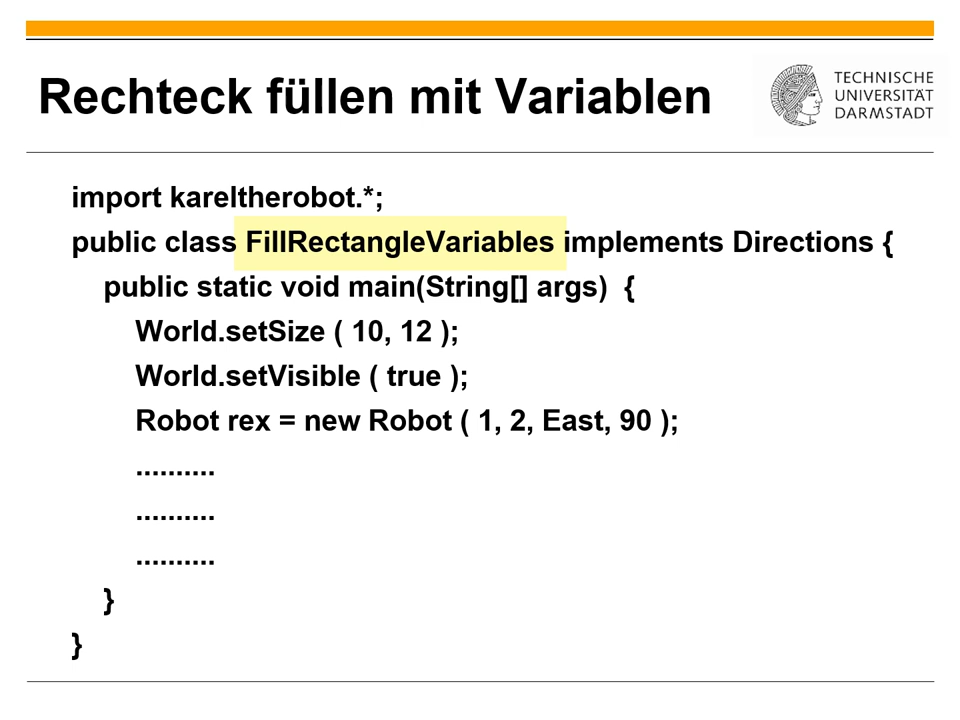 Rechteck füllen mit Variablen
TECHNISCHE
UNIVERSITÄT
DARMSTADT
import kareltherobot.*;
public class FillRectangleVariables implements Directions {
public static void main(String[] args)  {
World.setSize ( 10, 12 );
World.setVisible ( true );
Robot rex = new Robot ( 1, 2, East, 90 );
..........
..........
..........
}
}